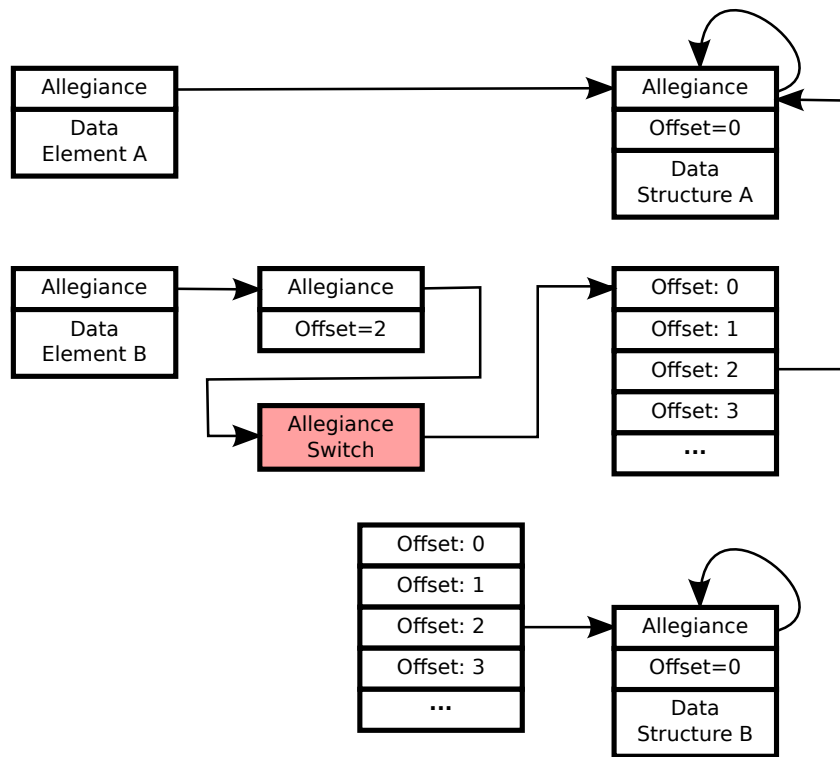 Allegiance
Data
Element A
Allegiance
Offset=0
Data
Structure A
Allegiance
Data
Element B
Allegiance
Offset=2
Allegiance
Switch
Offset: 0
Offset: 1
Offset: 2
Offset: 3
...
Offset: 0
Offset: 1
Offset: 2
Offset: 3
...
Allegiance
Offset=0
Data
Structure B